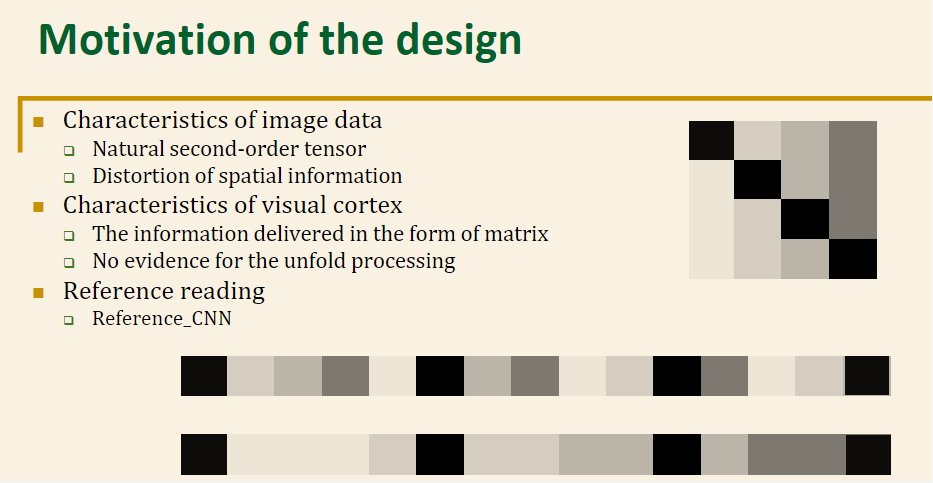 Motivation of the design
Characteristics of image data
Natural second-order tensor
Distortion of spatial information
Characteristics of visual cortex
The information delivered in the form of matrix
No evidence for the unfold processing
Reference reading
Reference_CNN